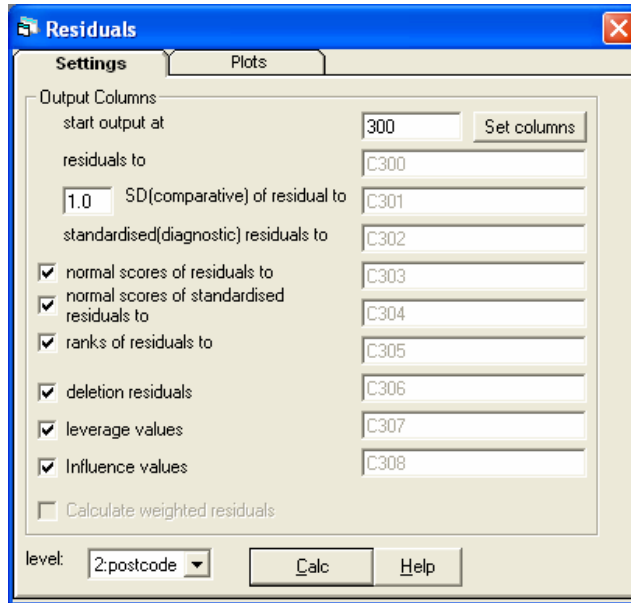 Residuals
Settings Plots
Output Columns
start output at 300 Set columns
residuals to C300
1.0 SD(comparative) of residual to C301
standardised(diagnostic) residuals to C302
normal scores of residuals to C303
normal scores of standardised
residuals to C304
ranks of residuals to C305
deletion residuals C306
leverage values C307
Influence values C308
Calculate weighted residuals
level: 2:postcode Calc Help